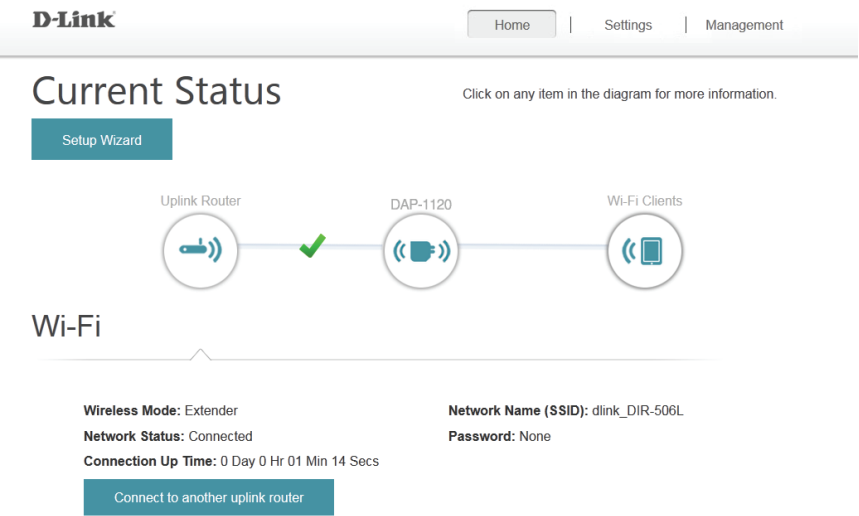 D-Link
Home | Settings | Management
Current Status
Click on any item in the diagram for more information.
Setup Wizard
Uplink Router
DAP-1120
Wi-Fi Clients
Wi-Fi
Wireless Mode: Extender
Network Name (SSID): dlink_DIR-506L
Network Status: Connected
Password: None
Connection Up Time: 0 Day 0 Hr 01 Min 14 Secs
Connect to another uplink router